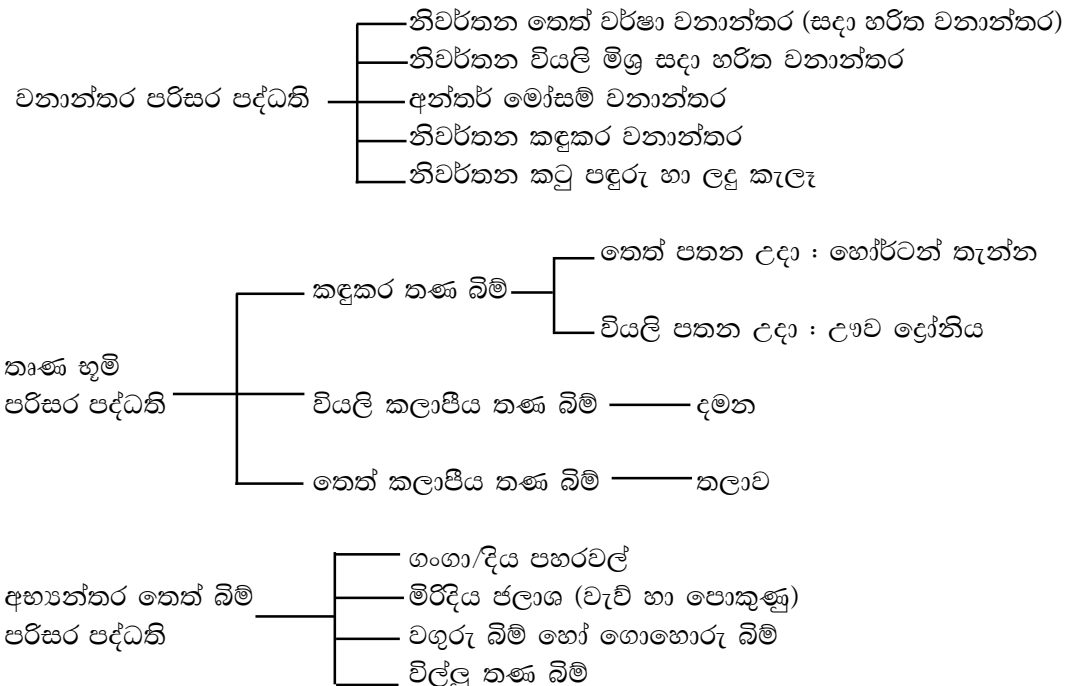 නිවර්තන තෙත් වර්ෂා වනාන්තර (සදා හරිත වනාන්තර)
නිවර්තන වියලි මිශ්‍ර සදා හරිත වනාන්තර
වනාන්තර පරිසර පද්ධති
අන්තර් මෝසම් වනාන්තර
නිවර්තන කඳුකර වනාන්තර
නිවර්තන කටු පඳුරු හා ලදු කැලෑ
තෙත් පතන උදා : හෝර්ටන් තැන්න
කඳුකර තණ බිම්
වියලි පතන උදා : ඌව ද්‍රෝනිය
තෘණ භූමි
පරිසර පද්ධති
වියලි කලාපීය තණ බිම්
දමන
තෙත් කලාපීය තණ බිම්
තලාව
ගංගා/දිය පහරවල්
අභ්‍යන්තර තෙත් බිම්
පරිසර පද්ධති
මිරිදිය ජලාශ (වැව් හා පොකුණු)
වගුරු බිම් හෝ ගොහොරු බිම්
විල්ලු තණ බිම්